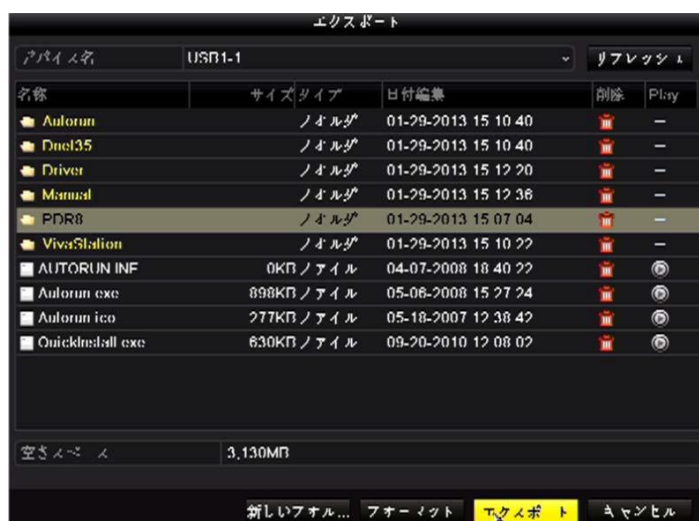 エクスポート
デバイス名 USB1-1 リフレッシュ
名称 サイズ タイプ 日付編集 削除 Play
Autorun フォルダ 01-29-2013 15 10 40 –
Dnet35 フォルダ 01-29-2013 15 10 40 –
Driver フォルダ 01-29-2013 15 12 20 –
Manual フォルダ 01-29-2013 15 12 36 –
PDR8 フォルダ 01-29-2013 15 07 04 –
VivaStation フォルダ 01-29-2013 15 10 22 –
AUTORUN INF 0KB ファイル 04-07-2008 18 40 22
Autorun exe 898KB ファイル 05-06-2008 15 27 24
Autorun ico 277KB ファイル 05-18-2007 12 38 42
QuickInstall exe 630KB ファイル 09-20-2010 12 08 02
空きスペース 3,130MB
新しいフォル... フォーマット エクスポート キャンセル